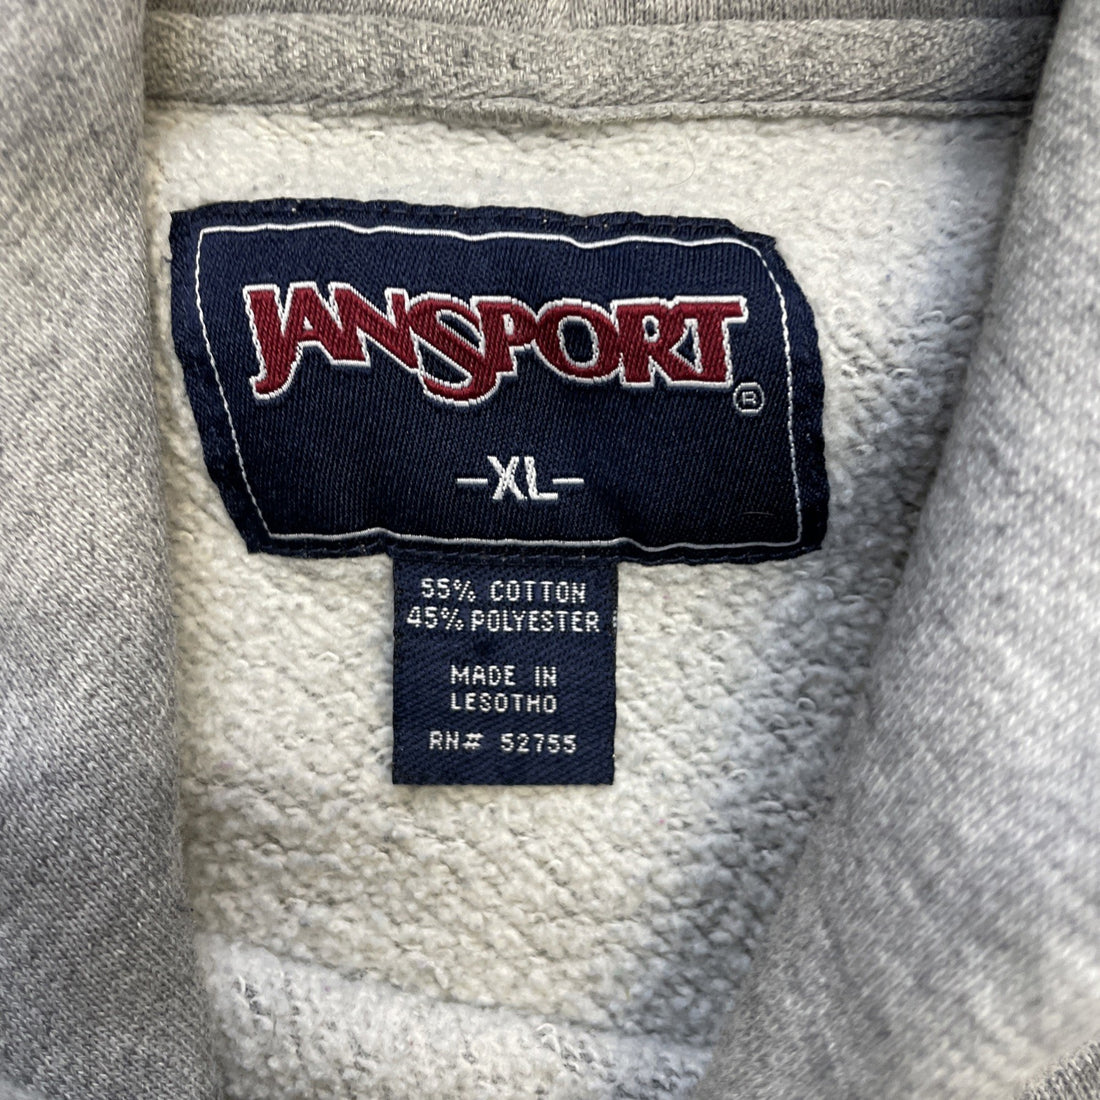 JANSPORT
®
-XL-
55% COTTON
45% POLYESTER
MADE IN
LESOTHO
RN# 52755